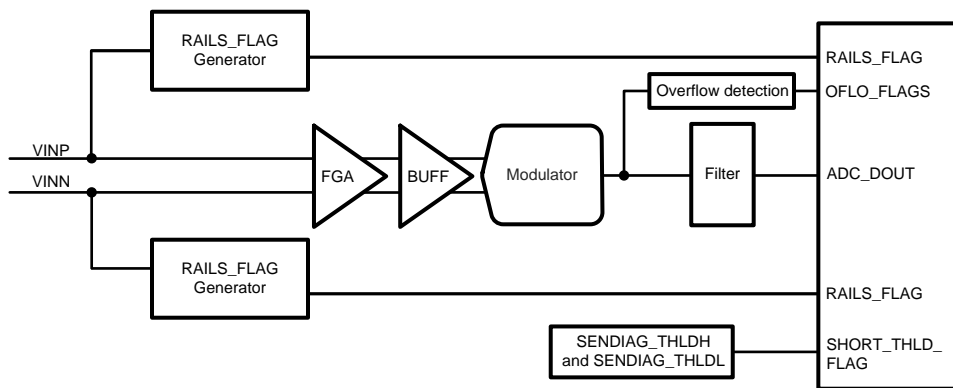 RAILS_FLAG
Generator
RAILS_FLAG
Overflow detection
OFLO_FLAGS
VINP
FGA
BUFF
Modulator
Filter
ADC_DOUT
VINN
RAILS_FLAG
Generator
RAILS_FLAG
SENDIAG_THLDH
and SENDIAG_THLDL
SHORT_THLD_
FLAG